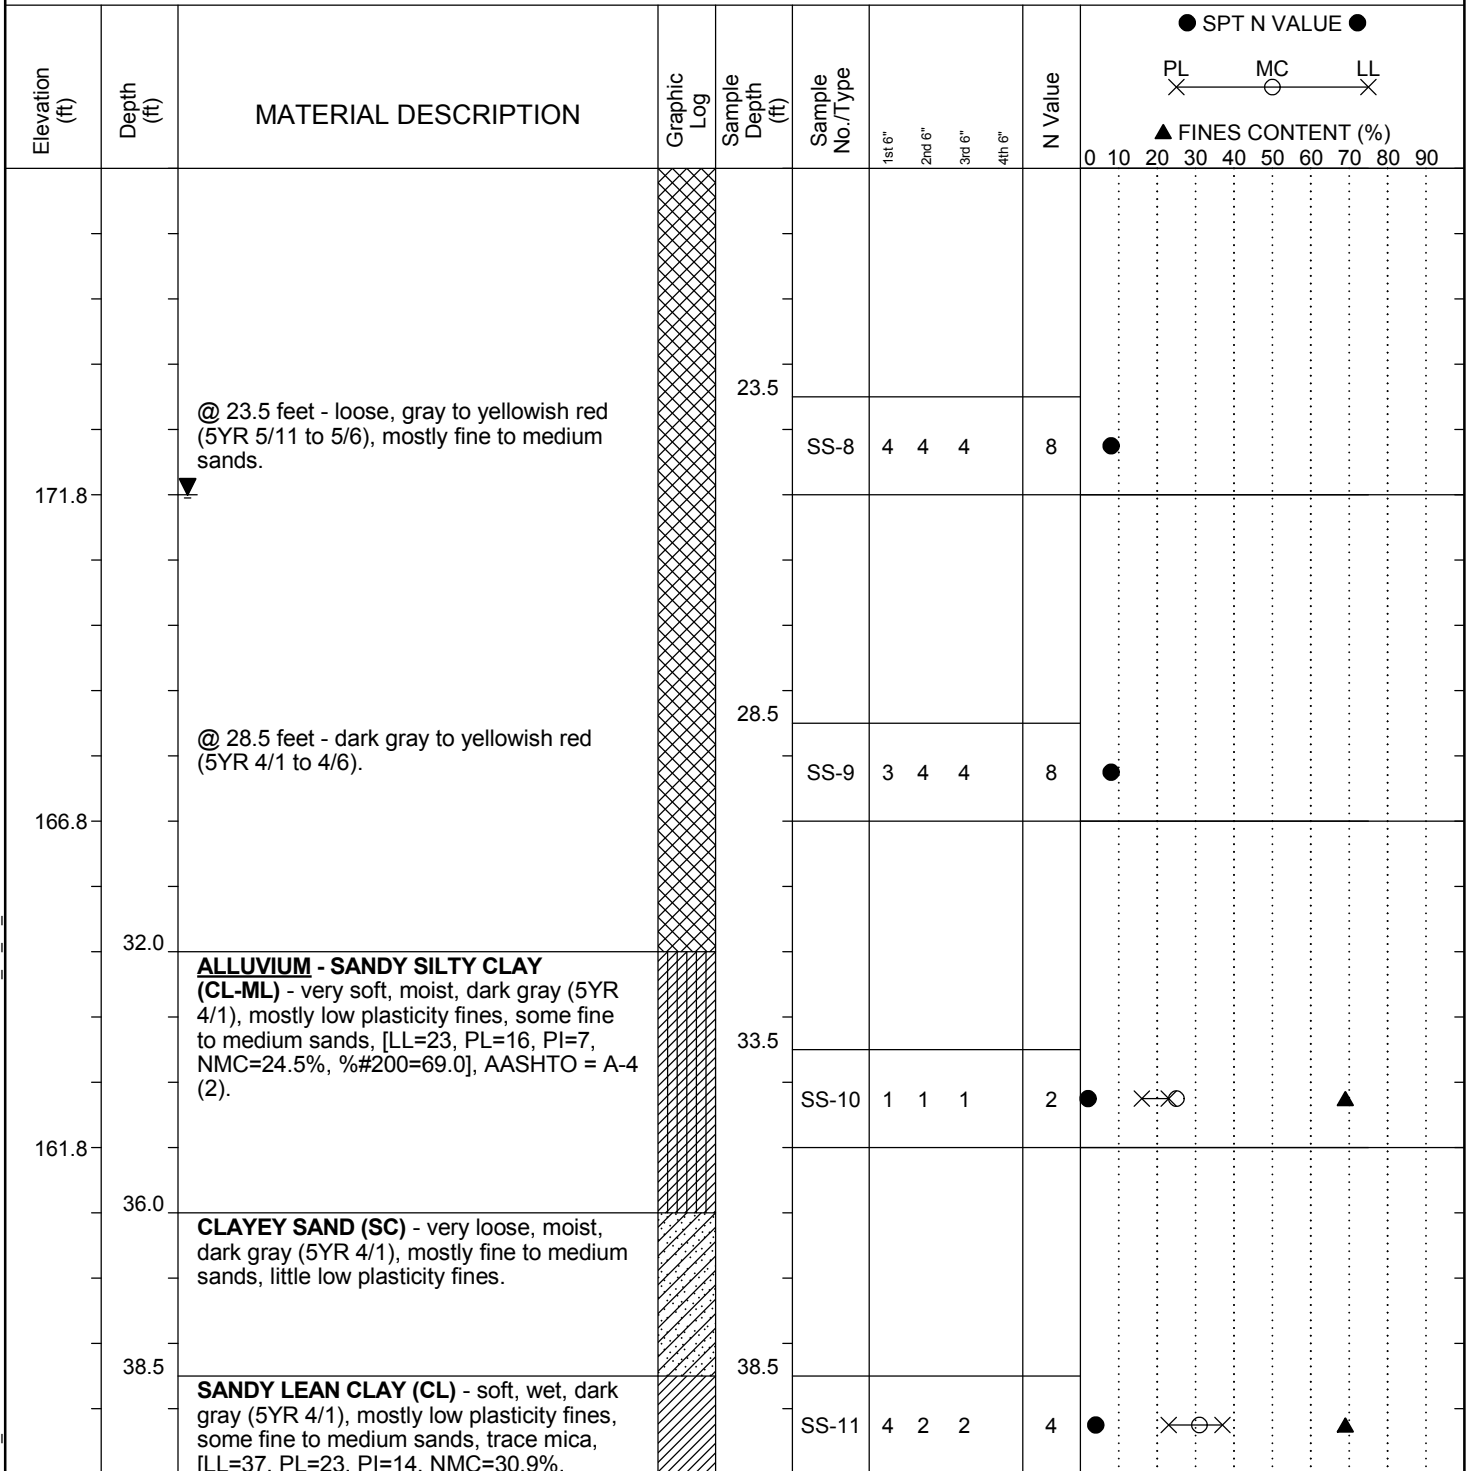 ● SPT N VALUE ●
PL MC LL
▲ FINES CONTENT (%)
0 10 20 30 40 50 60 70 80 90
Elevation
(ft)
Depth
(ft)
MATERIAL DESCRIPTION
Graphic
Log
Sample
Depth
(ft)
Sample
No./Type
1st 6"
2nd 6"
3rd 6"
4th 6"
N Value
23.5
@ 23.5 feet - loose, gray to yellowish red
(5YR 5/11 to 5/6), mostly fine to medium
sands.
SS-8 4 4 4 8
171.8
28.5
@ 28.5 feet - dark gray to yellowish red
(5YR 4/1 to 4/6).
SS-9 3 4 4 8
166.8
32.0
ALLUVIUM - SANDY SILTY CLAY
(CL-ML) - very soft, moist, dark gray (5YR
4/1), mostly low plasticity fines, some fine
to medium sands, [LL=23, PL=16, PI=7,
NMC=24.5%, %#200=69.0], AASHTO = A-4
(2).
33.5
SS-10 1 1 1 2
161.8
36.0
CLAYEY SAND (SC) - very loose, moist,
dark gray (5YR 4/1), mostly fine to medium
sands, little low plasticity fines.
38.5
38.5
SANDY LEAN CLAY (CL) - soft, wet, dark
gray (5YR 4/1), mostly low plasticity fines,
some fine to medium sands, trace mica,
[LL=37, PL=23, PI=14, NMC=30.9%,
SS-11 4 2 2 4